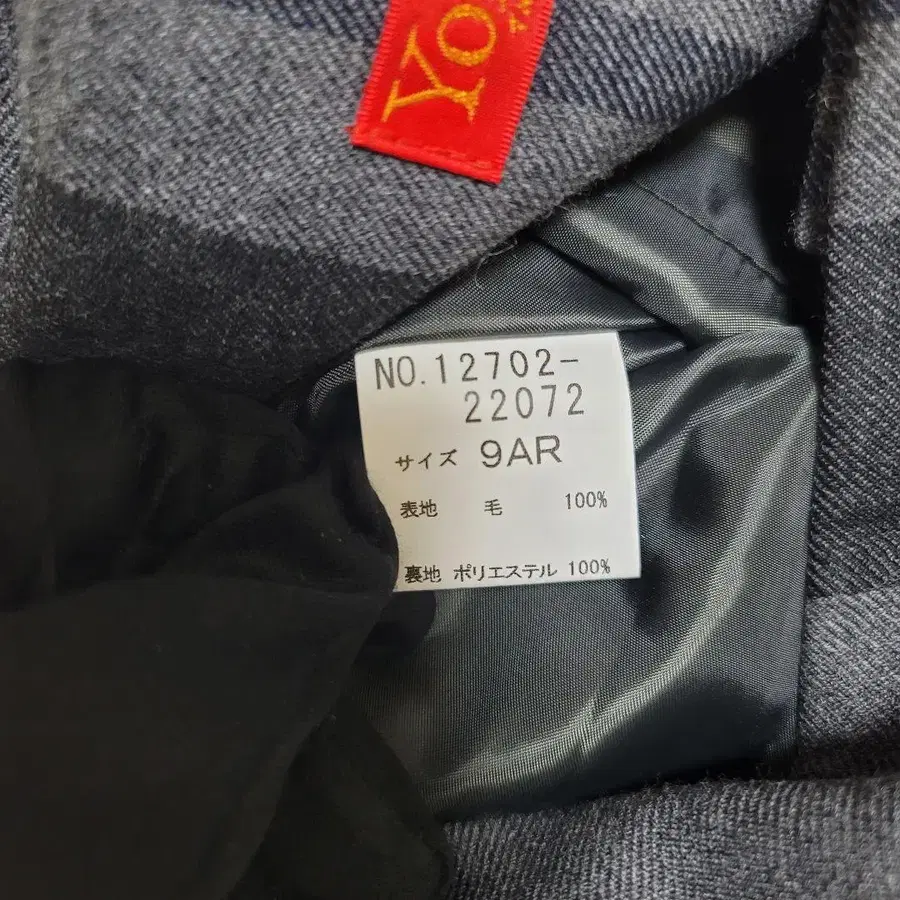 Yo
NO.12702-
22072
サイズ 9AR
表地 毛 100%
裏地 ポリエステル 100%